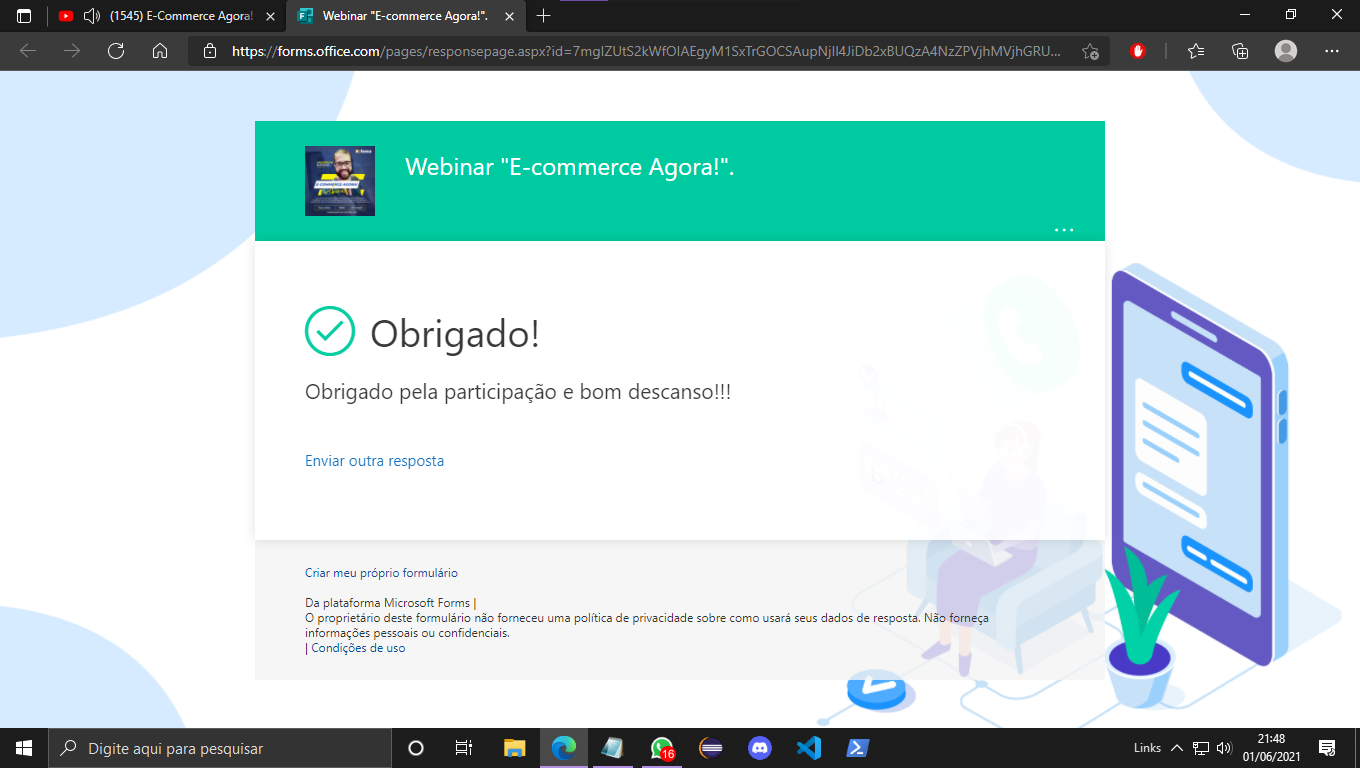 (1545) E-Commerce Agora!
Webinar "E-commerce Agora!".
https://forms.office.com/pages/responsepage.aspx?id=7mgIZUtS2kWfOIAEgyM1SxTrGOCSAupNjIl4JiDb2xBUQzA4NzZPVjhMVjhGRU...
Webinar "E-commerce Agora!".
E-COMMERCE AGORA!
Obrigado!
Obrigado pela participação e bom descanso!!!
Enviar outra resposta
Criar meu próprio formulário
Da plataforma Microsoft Forms |
O proprietário deste formulário não forneceu uma política de privacidade sobre como usará seus dados de resposta. Não forneça
informações pessoais ou confidenciais.
| Condições de uso
Digite aqui para pesquisar
16
Links
21:48
01/06/2021